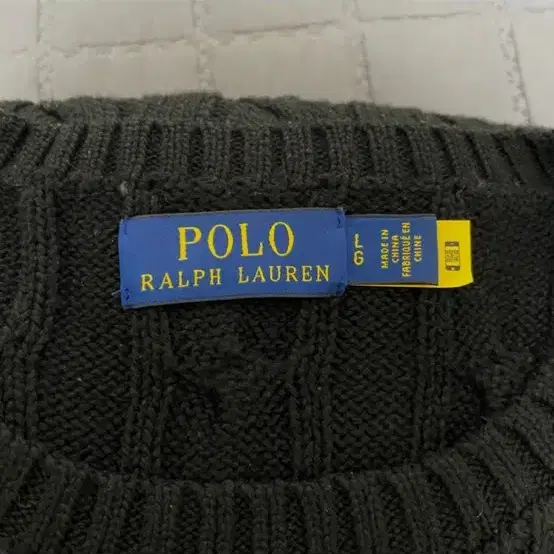 POLO
RALPH LAUREN
L
G
MADE IN
CHINA
FABRIQUÉ EN
CHINE